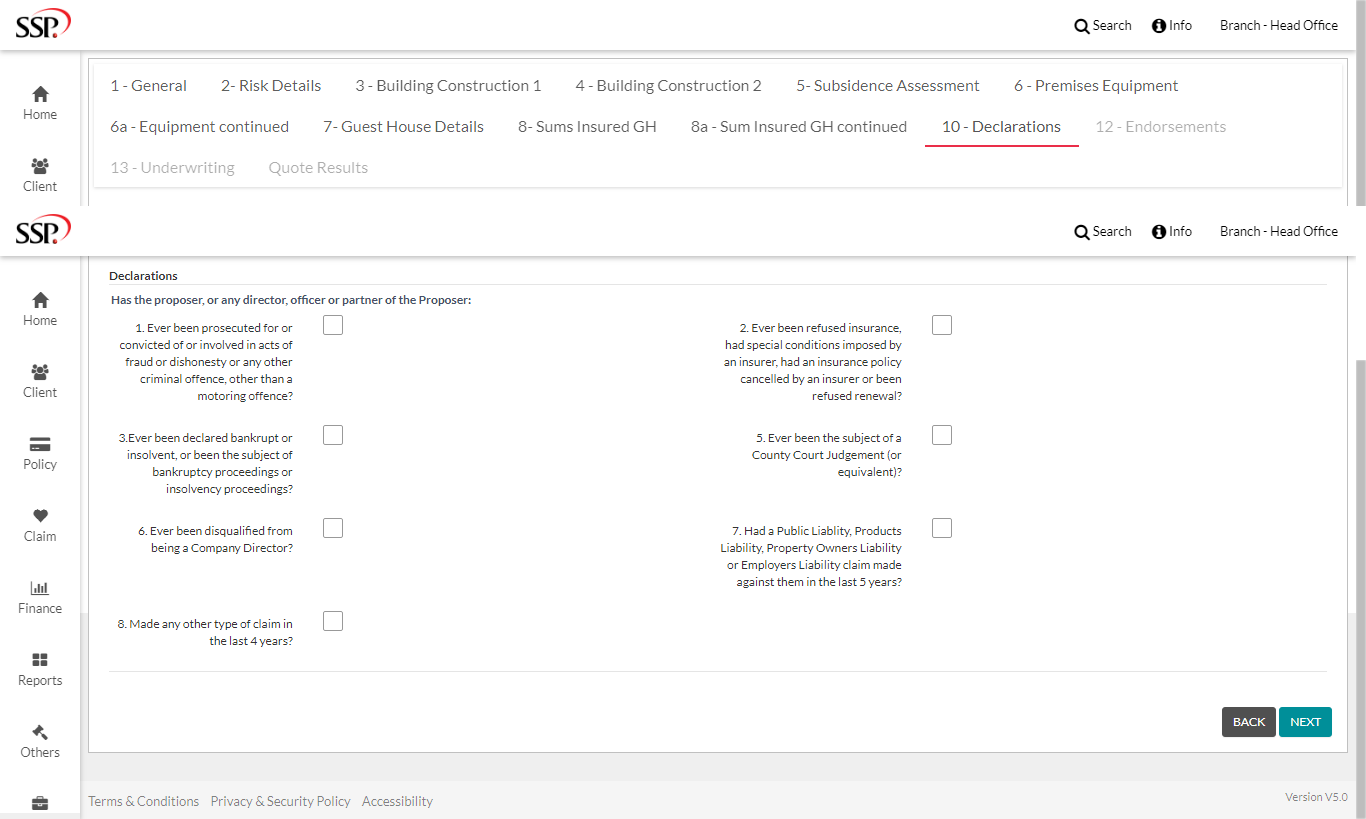 SSP.
Search
Info
Branch - Head Office
Home
Client
1 - General
2- Risk Details
3 - Building Construction 1
4 - Building Construction 2
5- Subsidence Assessment
6 - Premises Equipment
6a - Equipment continued
7- Guest House Details
8- Sums Insured GH
8a - Sum Insured GH continued
10 - Declarations
12 - Endorsements
13 - Underwriting
Quote Results
SSP.
Search
Info
Branch - Head Office
Home
Client
Policy
Claim
Finance
Reports
Others
Declarations
Has the proposer, or any director, officer or partner of the Proposer:
1. Ever been prosecuted for or
convicted of or involved in acts of
fraud or dishonesty or any other
criminal offence, other than a
motoring offence?
2. Ever been refused insurance,
had special conditions imposed by
an insurer, had an insurance policy
cancelled by an insurer or been
refused renewal?
3.Ever been declared bankrupt or
insolvent, or been the subject of
bankruptcy proceedings or
insolvency proceedings?
5. Ever been the subject of a
County Court Judgement (or
equivalent)?
6. Ever been disqualified from
being a Company Director?
7. Had a Public Liablity, Products
Liability, Property Owners Liability
or Employers Liability claim made
against them in the last 5 years?
8. Made any other type of claim in
the last 4 years?
BACK
NEXT
Terms & Conditions
Privacy & Security Policy
Accessibility
Version V5.0